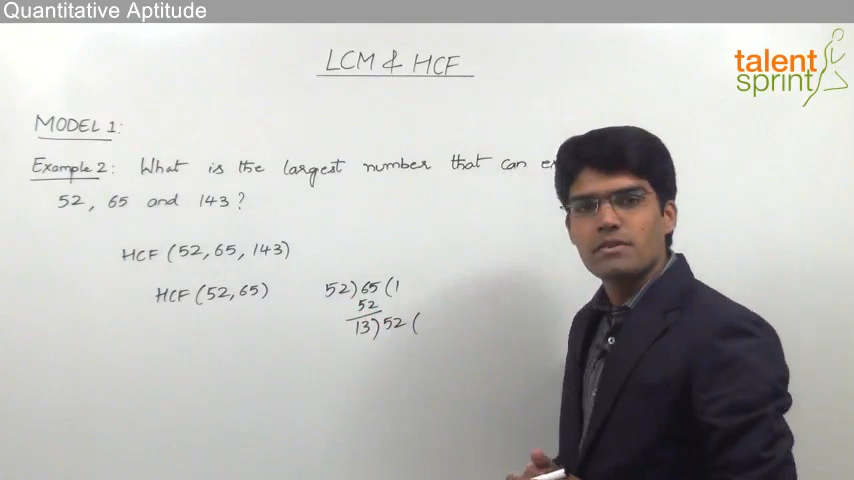 Quantitative Aptitude
LCM & HCF
talent
sprint
MODEL 1:
Example 2: What is the largest number that can
52, 65 and 143?
HCF (52, 65, 143)
HCF (52, 65)
52) 65 (1
52
13) 52 (